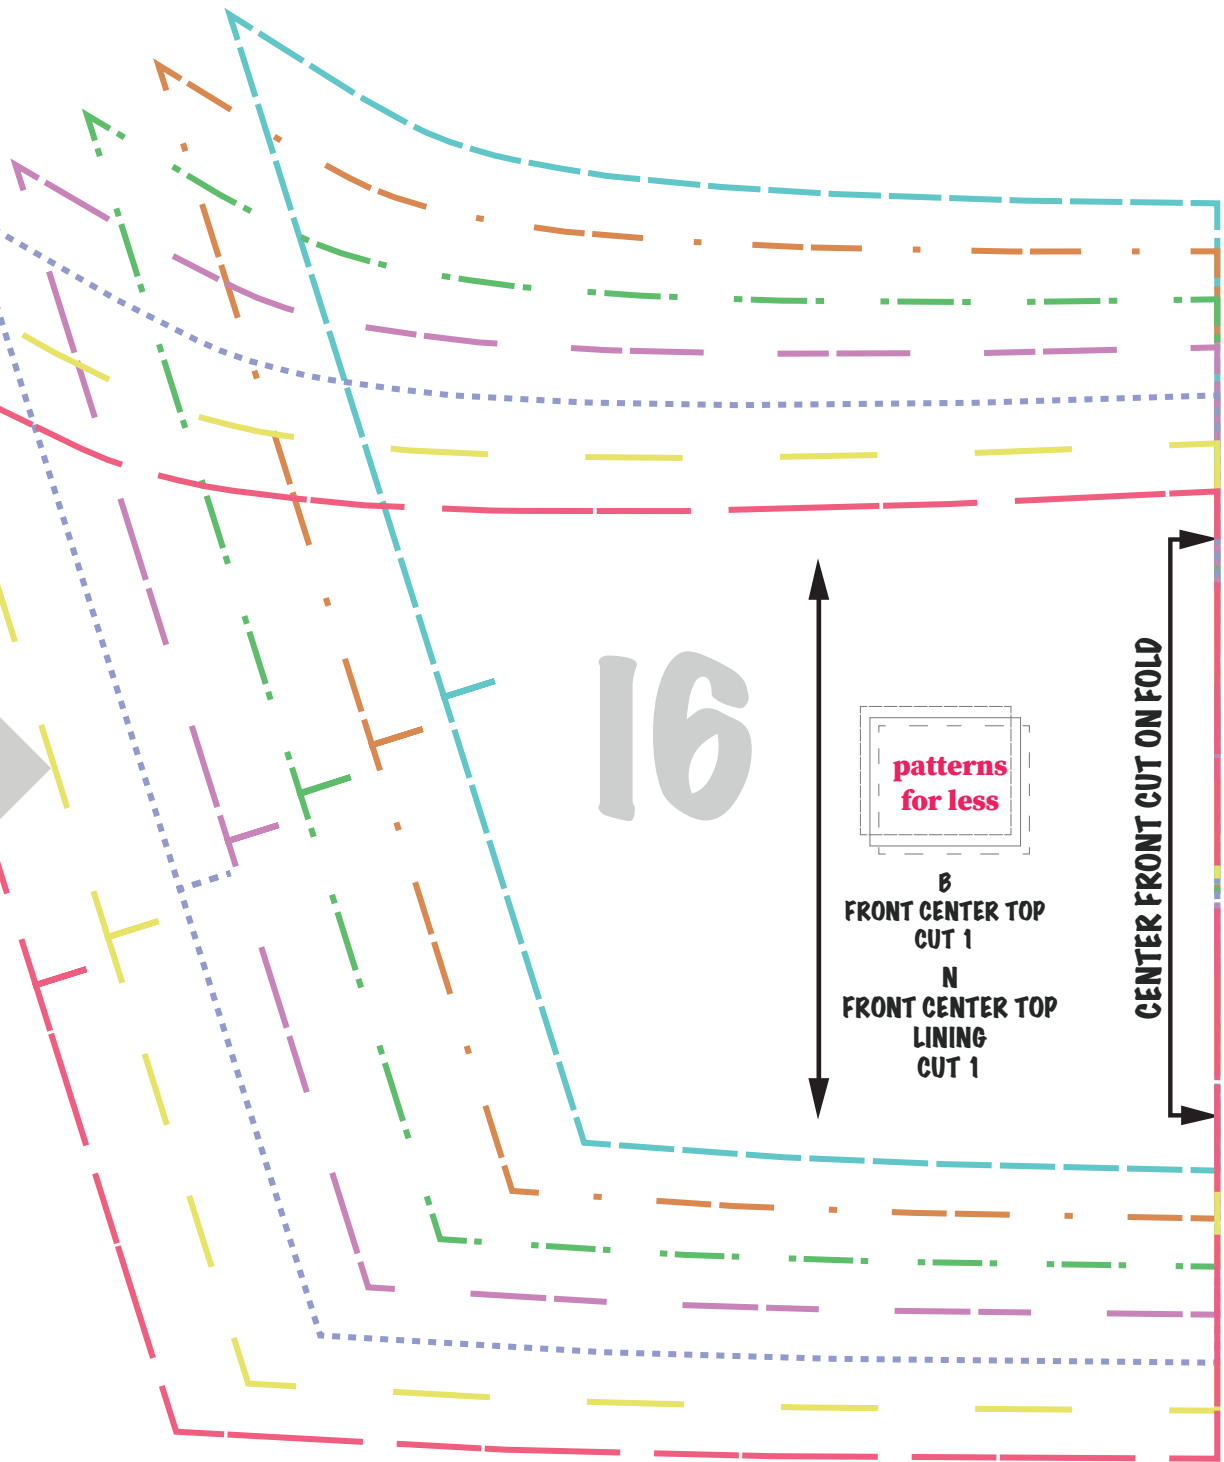 16
patterns
for less
B
FRONT CENTER TOP
CUT 1
N
FRONT CENTER TOP
LINING
CUT 1
CENTER FRONT CUT ON FOLD